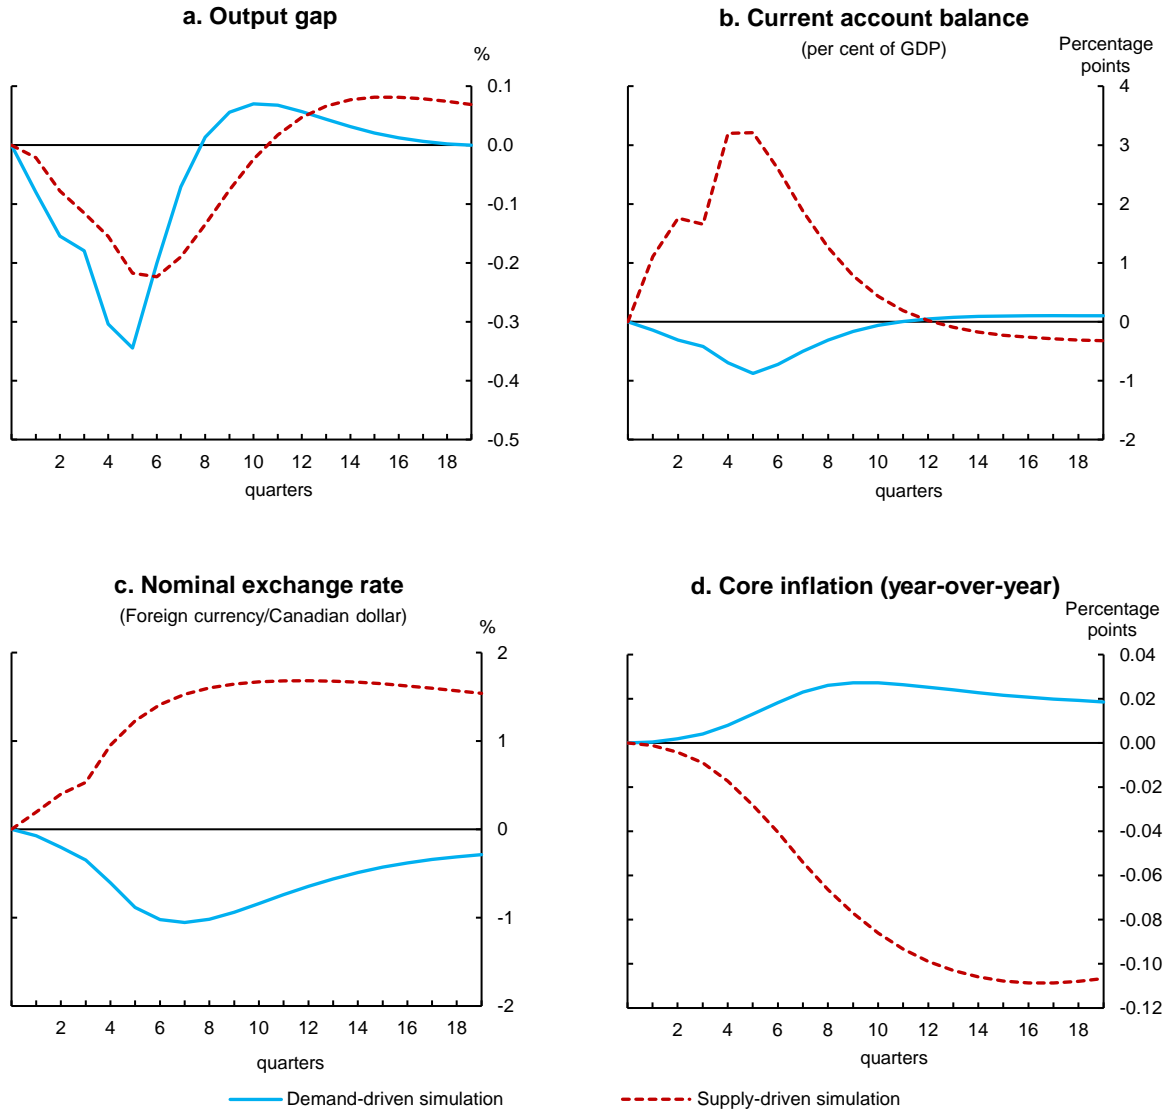 a. Output gap
%
0.1
0.0
-0.1
-0.2
-0.3
-0.4
-0.5
2 4 6 8 10 12 14 16 18
quarters
b. Current account balance
(per cent of GDP)
Percentage
points
4
3
2
1
0
-1
-2
2 4 6 8 10 12 14 16 18
quarters
c. Nominal exchange rate
(Foreign currency/Canadian dollar)
%
2
1
0
-1
-2
2 4 6 8 10 12 14 16 18
quarters
d. Core inflation (year-over-year)
Percentage
points
0.04
0.02
0.00
-0.02
-0.04
-0.06
-0.08
-0.10
-0.12
2 4 6 8 10 12 14 16 18
quarters
Demand-driven simulation
Supply-driven simulation